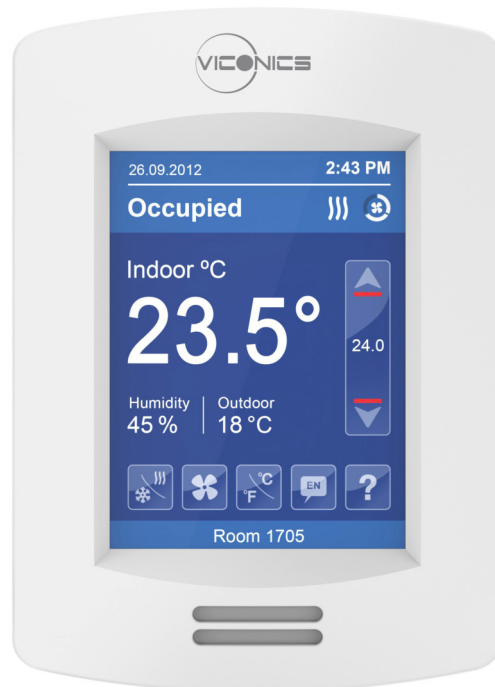 VICONICS
26.09.2012 2:43 PM
Occupied
Indoor ºC
23.5°
24.0
Humidity Outdoor
45 % 18 °C
°F °C EN ?
Room 1705